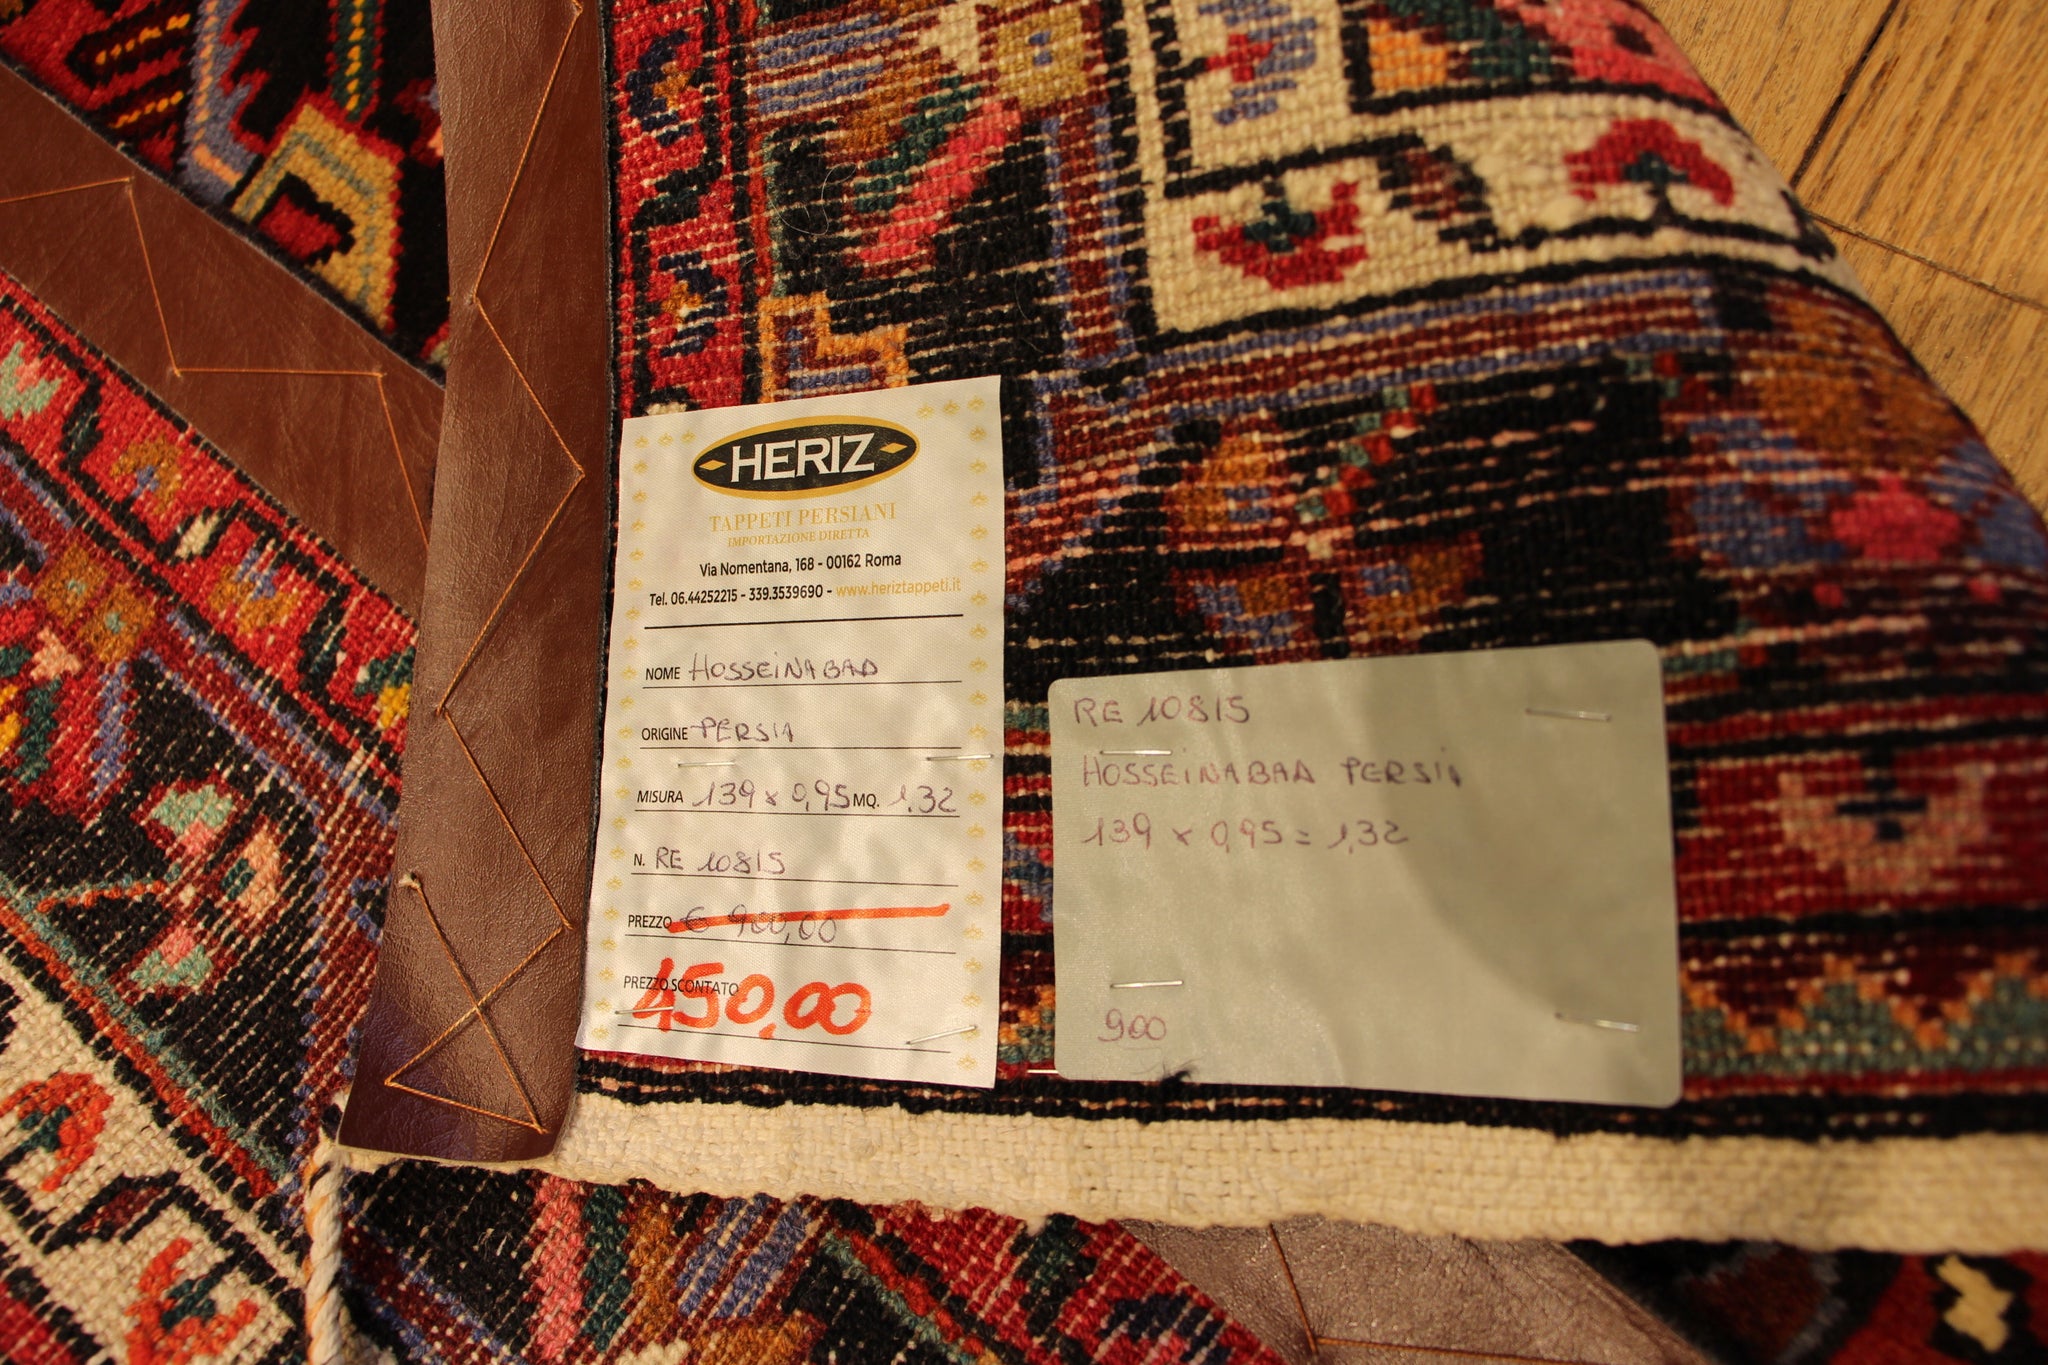 HERIZ
TAPPETI PERSIANI
IMPORTAZIONE DIRETTA
Via Nomentana, 168 - 00162 Roma
Tel. 06.44252215 - 339.3539690 - www.heriztappeti.it
NOME HOSSEINABAD
ORIGINE PERSIA
MISURA 139 x 0,95 MQ. 1,32
N. RE 10815
PREZZO € 900,00
PREZZO SCONTATO
450,00
RE 10815
HOSSEINABAD PERSIA
139 x 0,95 = 1,32
900